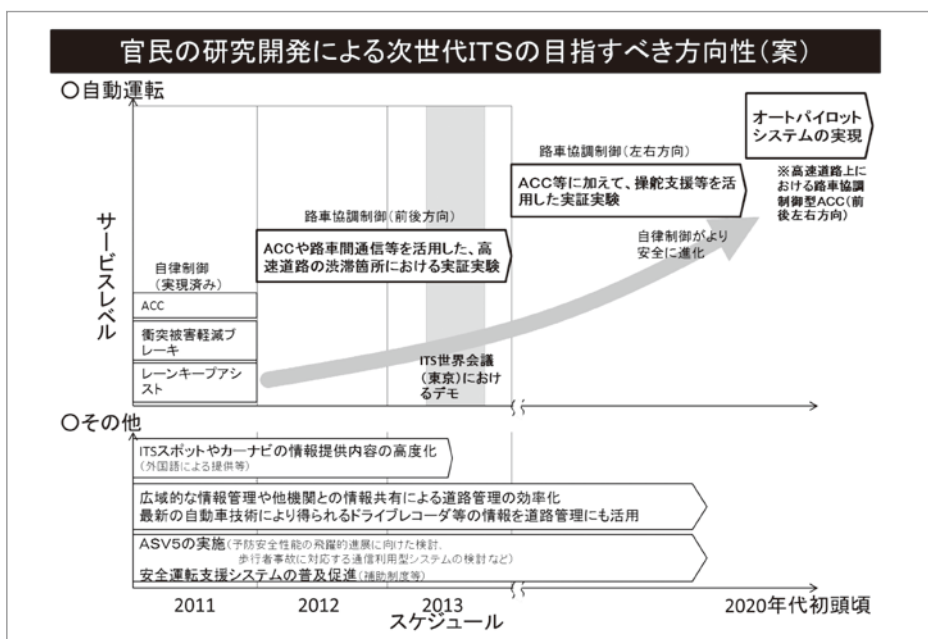 官民の研究開発による次世代ITSの目指すべき方向性(案)
○自動運転
オートパイロット
システムの実現
※高速道路上に
おける路車協調
制御型ACC(前
後左右方向)
路車協調制御(左右方向)
ACC等に加えて、操舵支援等を活
用した実証実験
路車協調制御(前後方向)
ACCや路車間通信等を活用した、高
速道路の渋滞箇所における実証実験
自律制御がより
安全に進化
サービスレベル
自律制御
(実現済み)
ACC
衝突被害軽減ブ
レーキ
レーンキープアシ
スト
ITS世界会議
(東京)におけ
るデモ
○その他
ITSスポットやカーナビの情報提供内容の高度化
(外国語による提供等)
広域的な情報管理や他機関との情報共有による道路管理の効率化
最新の自動車技術により得られるドライブレコーダ等の情報を道路管理にも活用
ASV5の実施(予防安全性能の飛躍的進展に向けた検討、
歩行者事故に対応する通信利用型システムの検討など)
安全運転支援システムの普及促進(補助制度等)
2011
2012
2013
2020年代初頭頃
スケジュール